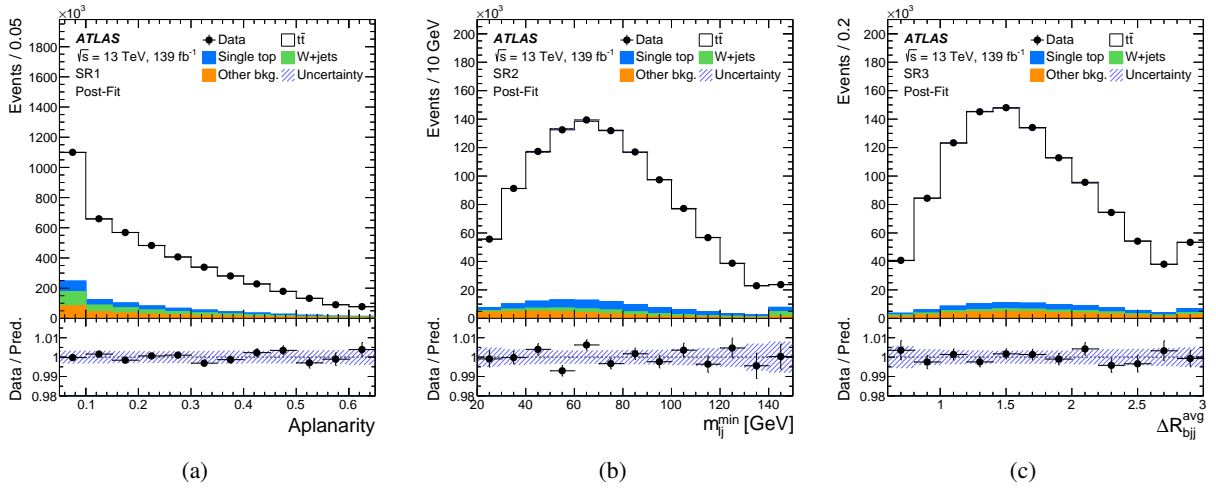 ×10³
ATLAS
√s = 13 TeV, 139 fb⁻¹
SR1
Post-Fit
Data
tt̄
Single top
W+jets
Other bkg.
Uncertainty
Events / 0.05
1800
1600
1400
1200
1000
800
600
400
200
0
Data / Pred.
1.01
1
0.99
0.98
0.1 0.2 0.3 0.4 0.5 0.6
Aplanarity
(a)
×10³
ATLAS
√s = 13 TeV, 139 fb⁻¹
SR2
Post-Fit
Data
tt̄
Single top
W+jets
Other bkg.
Uncertainty
Events / 10 GeV
200
180
160
140
120
100
80
60
40
20
0
Data / Pred.
1.01
1
0.99
0.98
20 40 60 80 100 120 140
m_lj^min [GeV]
(b)
×10³
ATLAS
√s = 13 TeV, 139 fb⁻¹
SR3
Post-Fit
Data
tt̄
Single top
W+jets
Other bkg.
Uncertainty
Events / 0.2
200
180
160
140
120
100
80
60
40
20
0
Data / Pred.
1.01
1
0.99
0.98
1 1.5 2 2.5 3
ΔR_bjj^avg
(c)